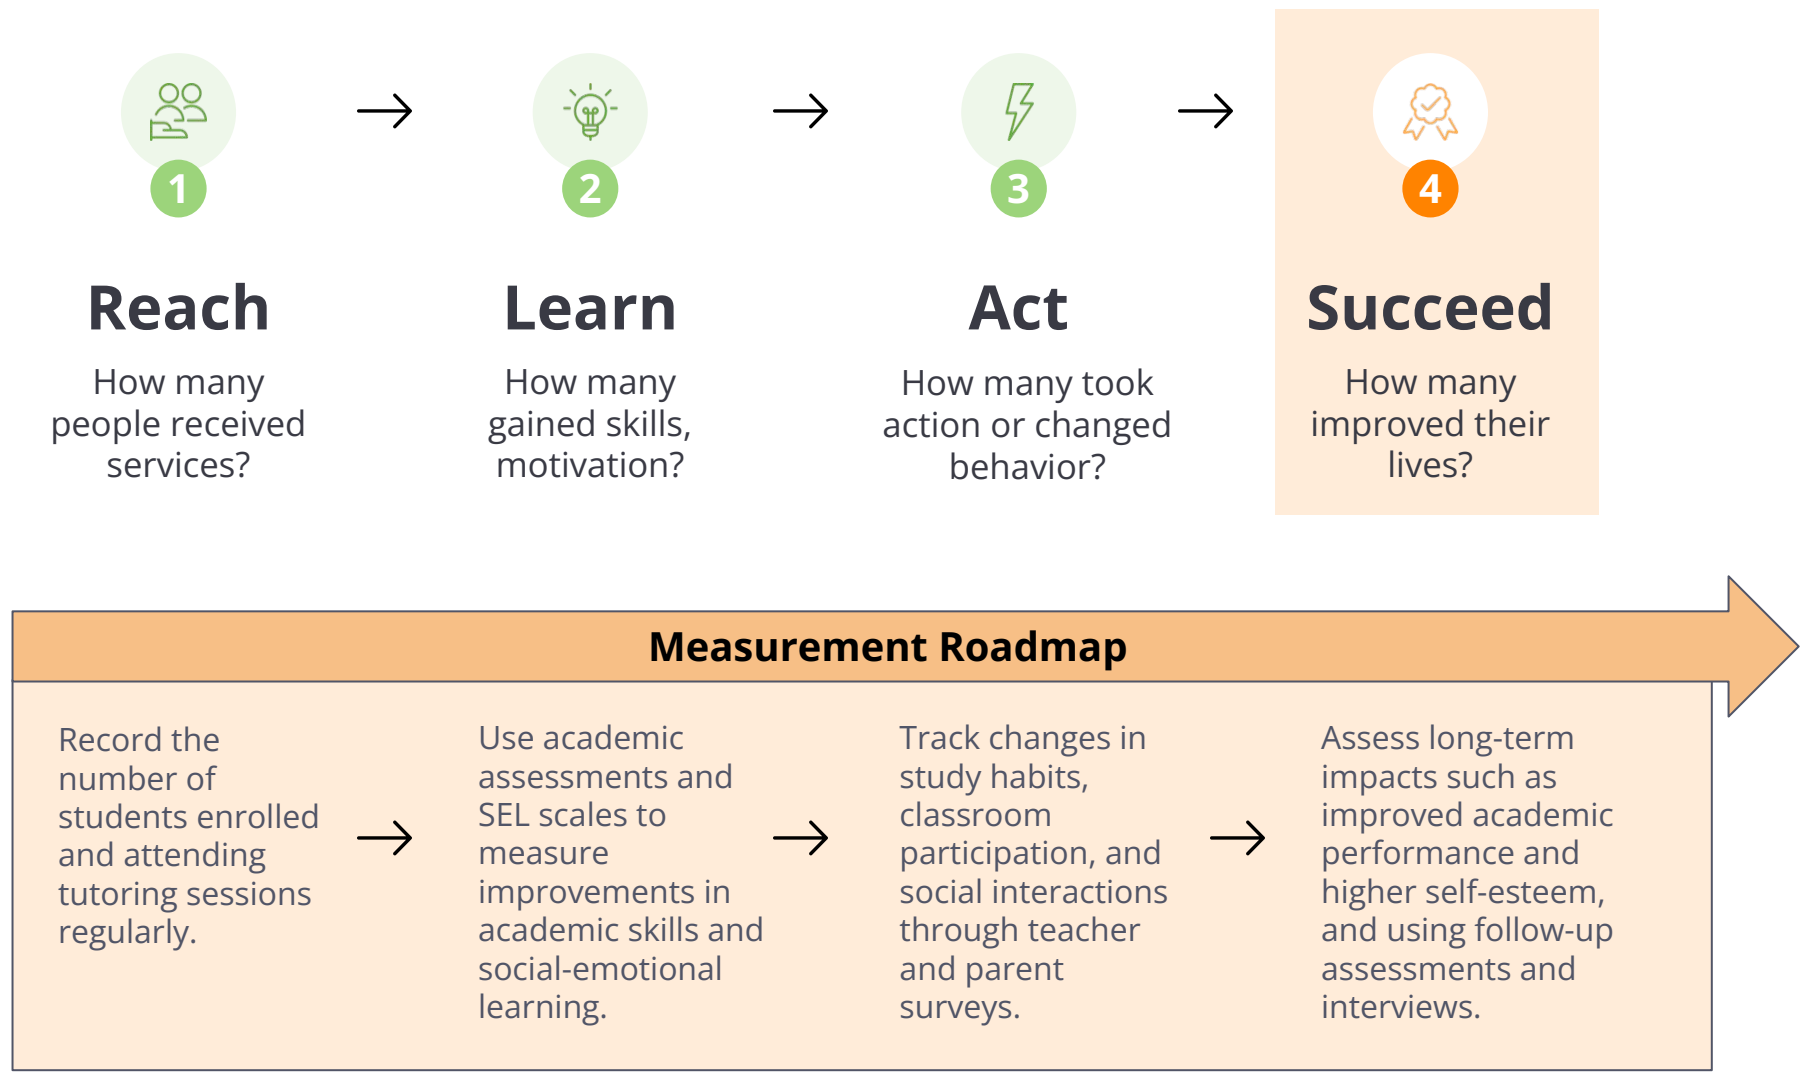 1
Reach
How many
people received
services?
2
Learn
How many
gained skills,
motivation?
3
Act
How many took
action or changed
behavior?
4
Succeed
How many
improved their
lives?
Measurement Roadmap
Record the
number of
students enrolled
and attending
tutoring sessions
regularly.
Use academic
assessments and
SEL scales to
measure
improvements in
academic skills and
social-emotional
learning.
Track changes in
study habits,
classroom
participation, and
social interactions
through teacher
and parent
surveys.
Assess long-term
impacts such as
improved academic
performance and
higher self-esteem,
and using follow-up
assessments and
interviews.